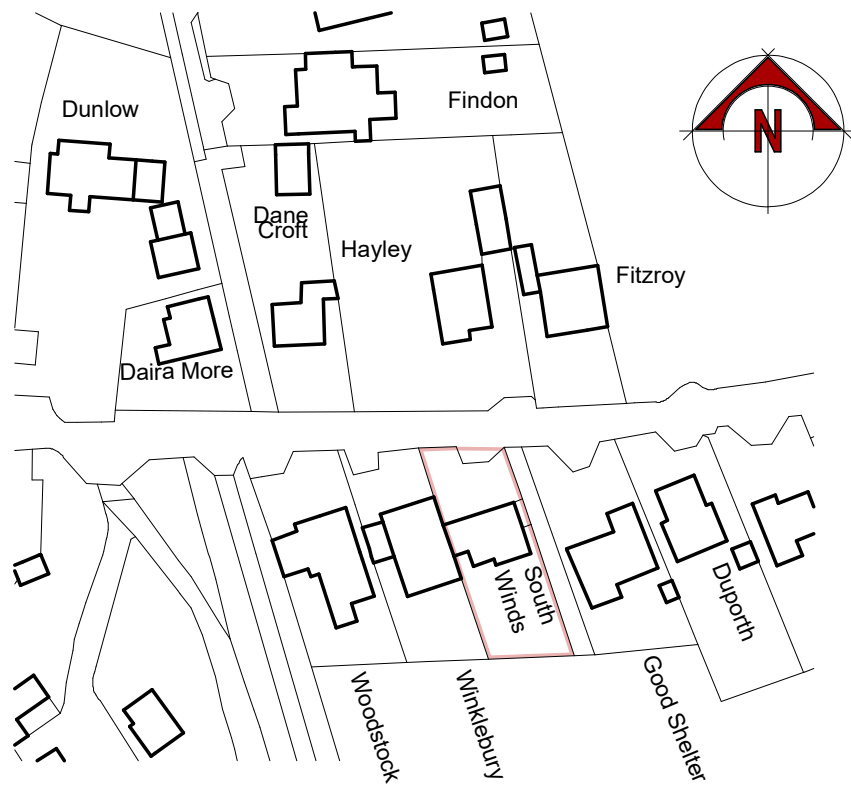 Findon
Dunlow
N
Dane
Croft
Hayley
Fitzroy
Daira More
South
Winds
Duporth
Woodstock
Winklebury
Good Shelter